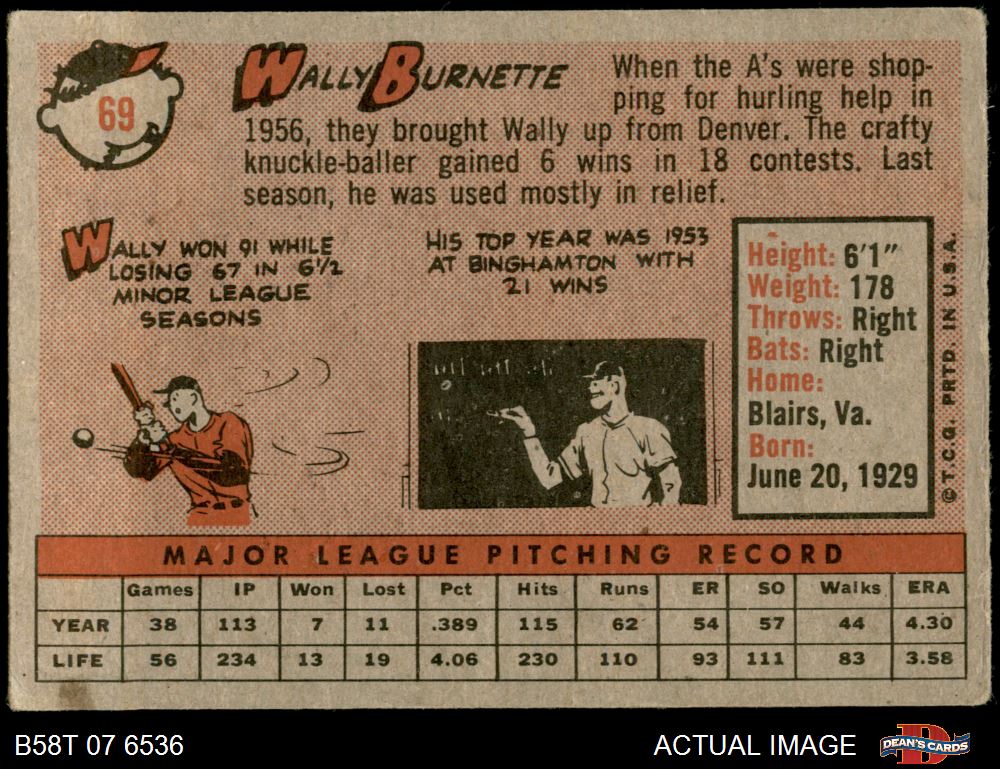 69
WALLY BURNETTE
When the A's were shop-
ping for hurling help in
1956, they brought Wally up from Denver. The crafty
knuckle-baller gained 6 wins in 18 contests. Last
season, he was used mostly in relief.
WALLY WON 91 WHILE
LOSING 67 IN 6½
MINOR LEAGUE
SEASONS
HIS TOP YEAR WAS 1953
AT BINGHAMTON WITH
21 WINS
Height: 6'1"
Weight: 178
Throws: Right
Bats: Right
Home:
Blairs, Va.
Born:
June 20, 1929
© T.C.G. PRTD. IN U.S.A.
MAJOR LEAGUE PITCHING RECORD
Games IP Won Lost Pct Hits Runs ER SO Walks ERA
YEAR 38 113 7 11 .389 115 62 54 57 44 4.30
LIFE 56 234 13 19 4.06 230 110 93 111 83 3.58
B58T 07 6536
ACTUAL IMAGE
DEAN'S CARDS